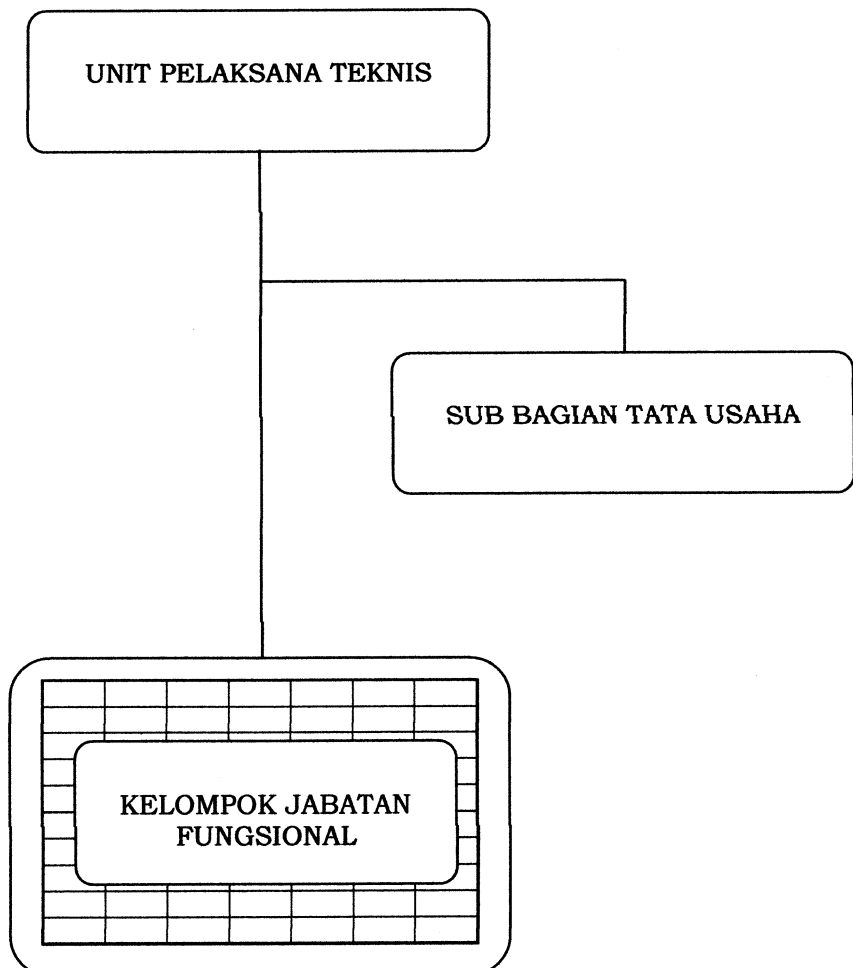 UNIT PELAKSANA TEKNIS
SUB BAGIAN TATA USAHA
KELOMPOK JABATAN
FUNGSIONAL